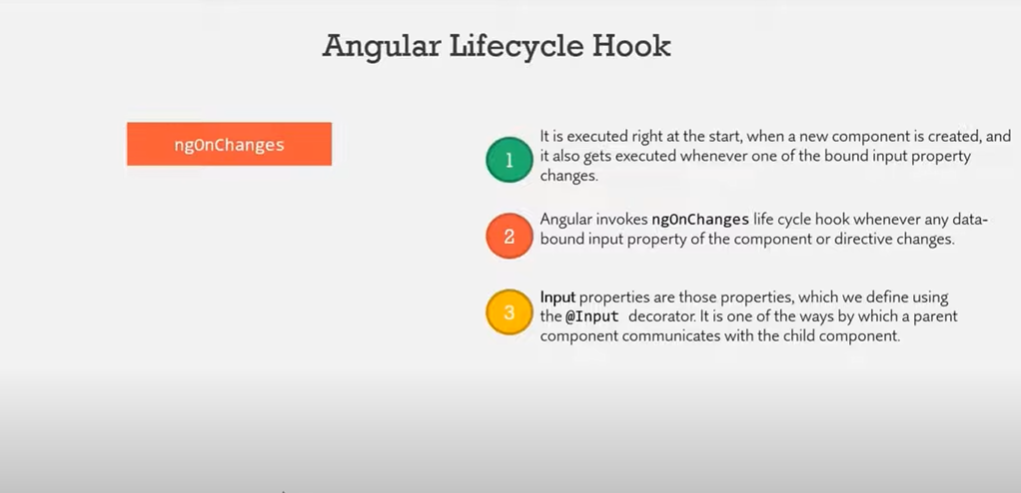 Angular Lifecycle Hook
ngOnChanges
1
It is executed right at the start, when a new component is created, and
it also gets executed whenever one of the bound input property
changes.
2
Angular invokes ngOnChanges life cycle hook whenever any data-
bound input property of the component or directive changes.
3
Input properties are those properties, which we define using
the @Input decorator. It is one of the ways by which a parent
component communicates with the child component.